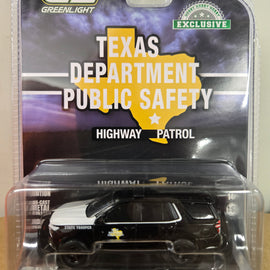 GREENLIGHT
EXCLUSIVE
TEXAS
DEPARTMENT
PUBLIC SAFETY
HIGHWAY PATROL
STATE TROOPER